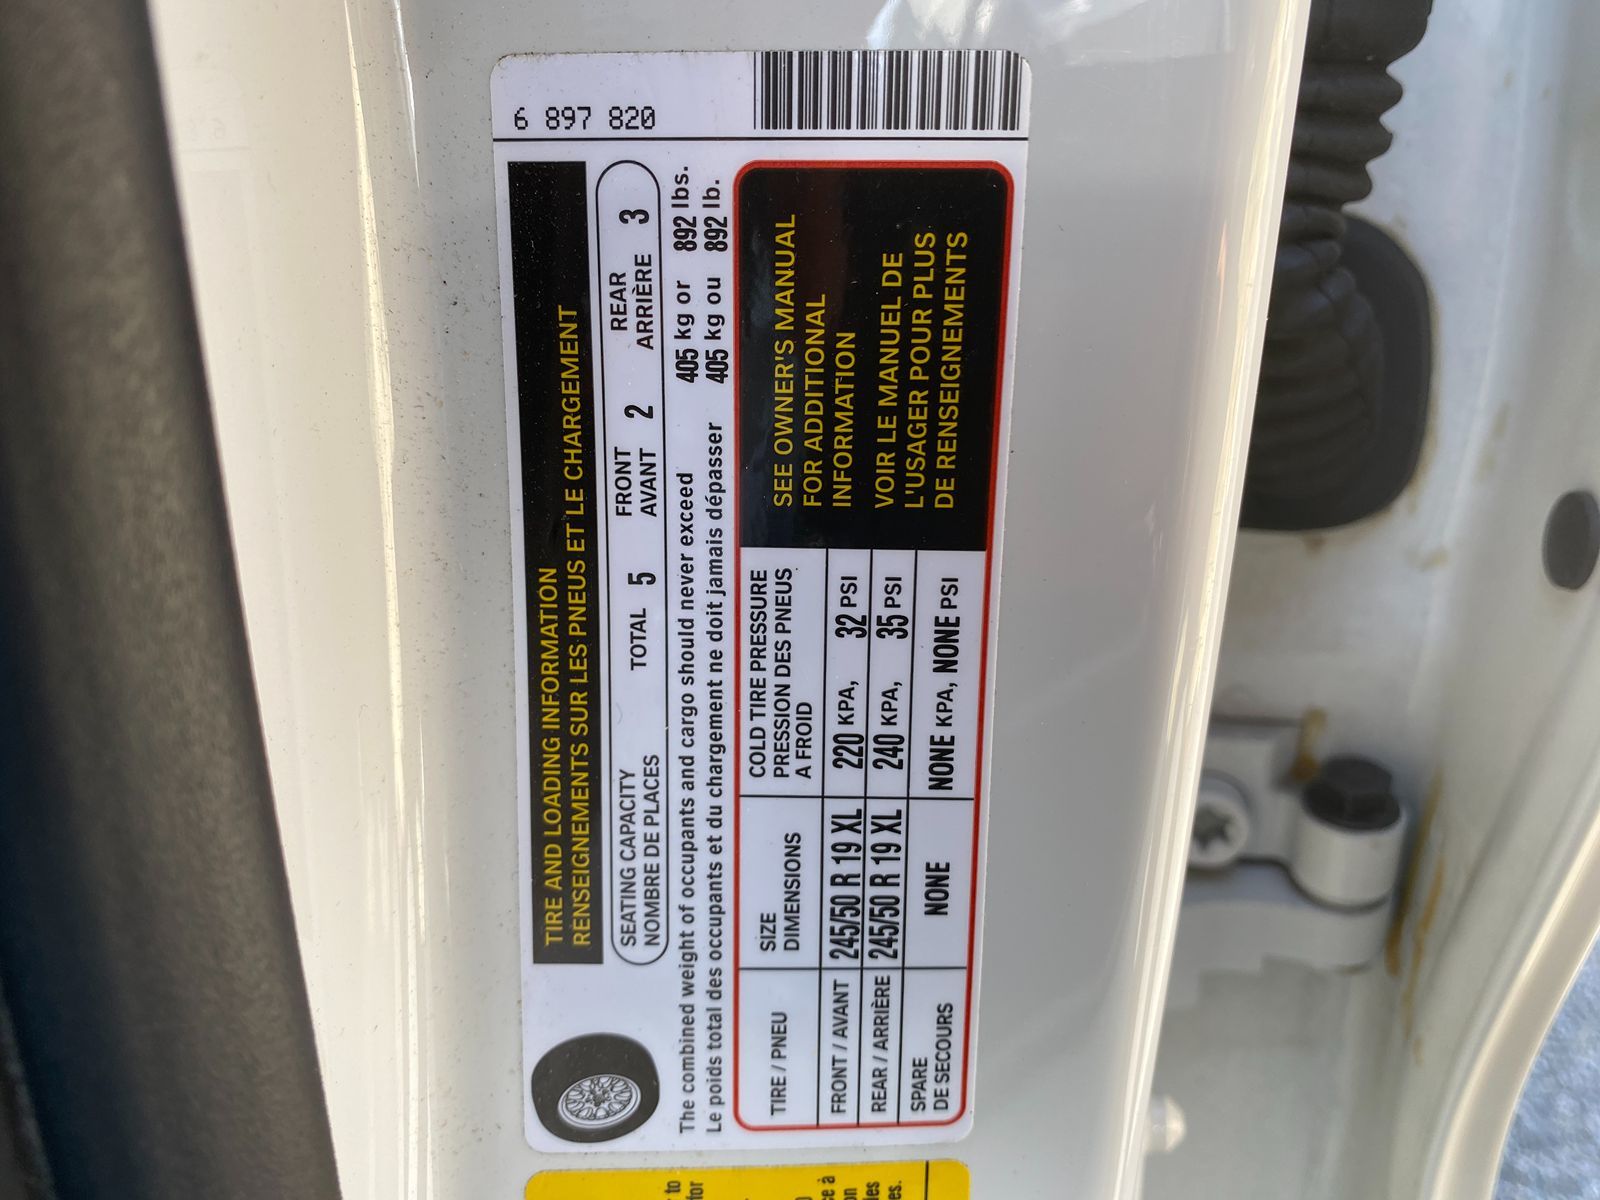 6 897 820
TIRE AND LOADING INFORMATION
RENSEIGNEMENTS SUR LES PNEUS ET LE CHARGEMENT
SEATING CAPACITY
NOMBRE DE PLACES
TOTAL 5
FRONT
AVANT 2
REAR
ARRIÈRE 3
The combined weight of occupants and cargo should never exceed 405 kg or 892 lbs.
Le poids total des occupants et du chargement ne doit jamais dépasser 405 kg ou 892 lb.
TIRE / PNEU
SIZE
DIMENSIONS
COLD TIRE PRESSURE
PRESSION DES PNEUS
A FROID
FRONT / AVANT 245/50 R 19 XL 220 KPA, 32 PSI
REAR / ARRIÈRE 245/50 R 19 XL 240 KPA, 35 PSI
SPARE
DE SECOURS NONE NONE KPA, NONE PSI
SEE OWNER'S MANUAL
FOR ADDITIONAL
INFORMATION
VOIR LE MANUEL DE
L'USAGER POUR PLUS
DE RENSEIGNEMENTS
to
for